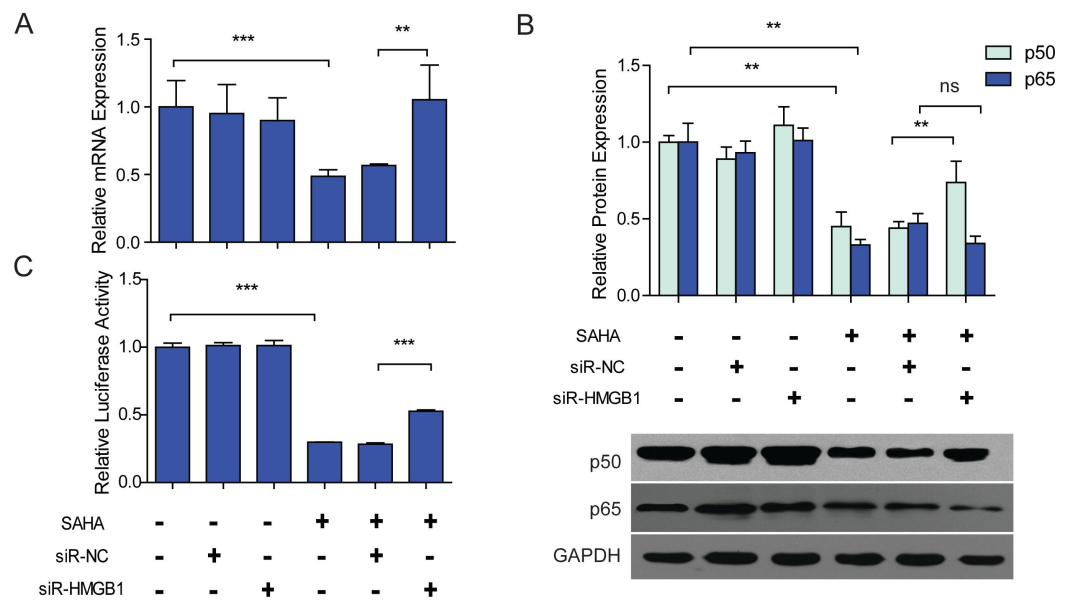 A
Relative mRNA Expression
1.5
1.0
0.5
0.0
***
**
B
Relative Protein Expression
1.5
1.0
0.5
0.0
**
**
**
ns
p50
p65
SAHA - - - + + +
siR-NC - + - - + -
siR-HMGB1 - - + - - +
p50
p65
GAPDH
C
Relative Luciferase Activity
1.5
1.0
0.5
0.0
***
***
SAHA - - - + + +
siR-NC - + - - + -
siR-HMGB1 - - + - - +